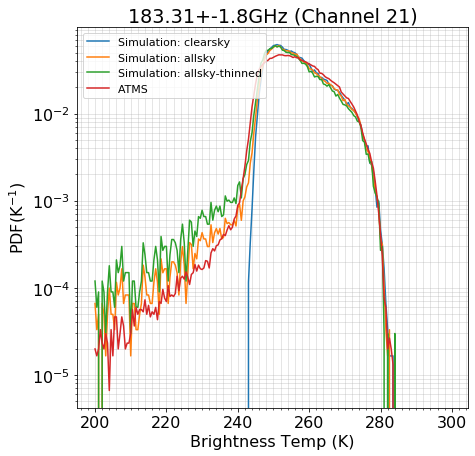 183.31+-1.8GHz (Channel 21)
Simulation: clearsky
Simulation: allsky
Simulation: allsky-thinned
ATMS
PDF(K⁻¹)
10⁻²
10⁻³
10⁻⁴
10⁻⁵
200 220 240 260 280 300
Brightness Temp (K)